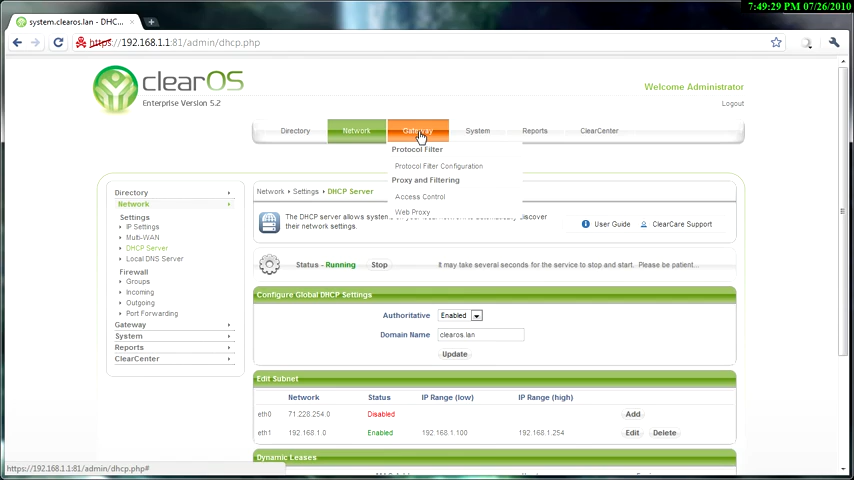 7:49:29 PM 07/26/2010
system.clearos.lan - DHC...
https://192.168.1.1:81/admin/dhcp.php
clearOS
Enterprise Version 5.2
Welcome Administrator
Logout
Directory Network Gateway System Reports ClearCenter
Protocol Filter
Protocol Filter Configuration
Proxy and Filtering
Access Control
Web Proxy
Directory
Network
Settings
IP Settings
Multi-WAN
DHCP Server
Local DNS Server
Firewall
Groups
Incoming
Outgoing
Port Forwarding
Gateway
System
Reports
ClearCenter
Network Settings DHCP Server
The DHCP server allows systems on your local network to automatically discover
their network settings.
User Guide ClearCare Support
Status - Running Stop It may take several seconds for the service to stop and start. Please be patient...
Configure Global DHCP Settings
Authoritative Enabled
Domain Name clearos.lan
Update
Edit Subnet
Network Status IP Range (low) IP Range (high)
eth0 71.228.254.0 Disabled Add
eth1 192.168.1.0 Enabled 192.168.1.100 192.168.1.254 Edit Delete
Dynamic Leases
https://192.168.1.1:81/admin/dhcp.php#